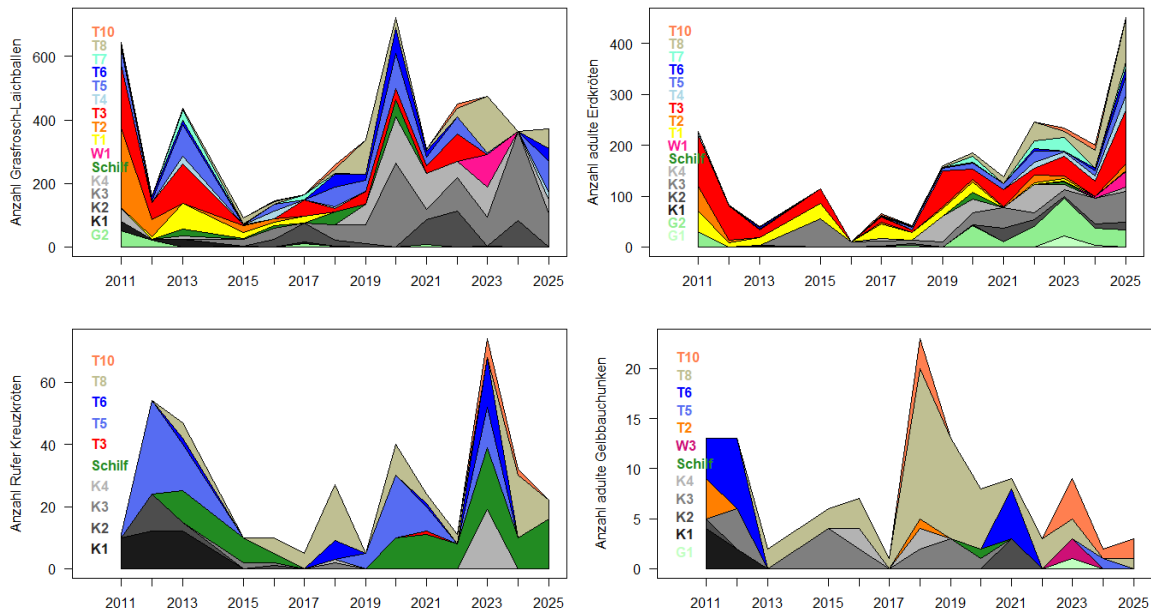 Anzahl Grasfrosch-Laichballen
600
400
200
0
T10
T8
T7
T6
T5
T4
T3
T2
T1
W1
Schilf
K4
K3
K2
K1
G2
2011
2013
2015
2017
2019
2021
2023
2025
Anzahl adulte Erdkröten
400
300
200
100
0
T10
T8
T7
T6
T5
T4
T3
T2
T1
W1
Schilf
K4
K3
K2
K1
G2
G1
2011
2013
2015
2017
2019
2021
2023
2025
Anzahl Rufer Kreuzkröten
60
40
20
0
T10
T8
T6
T5
T3
Schilf
K4
K3
K2
K1
2011
2013
2015
2017
2019
2021
2023
2025
Anzahl adulte Gelbbauchunken
20
15
10
5
0
T10
T8
T6
T5
T2
W3
Schilf
K4
K3
K2
K1
G1
2011
2013
2015
2017
2019
2021
2023
2025